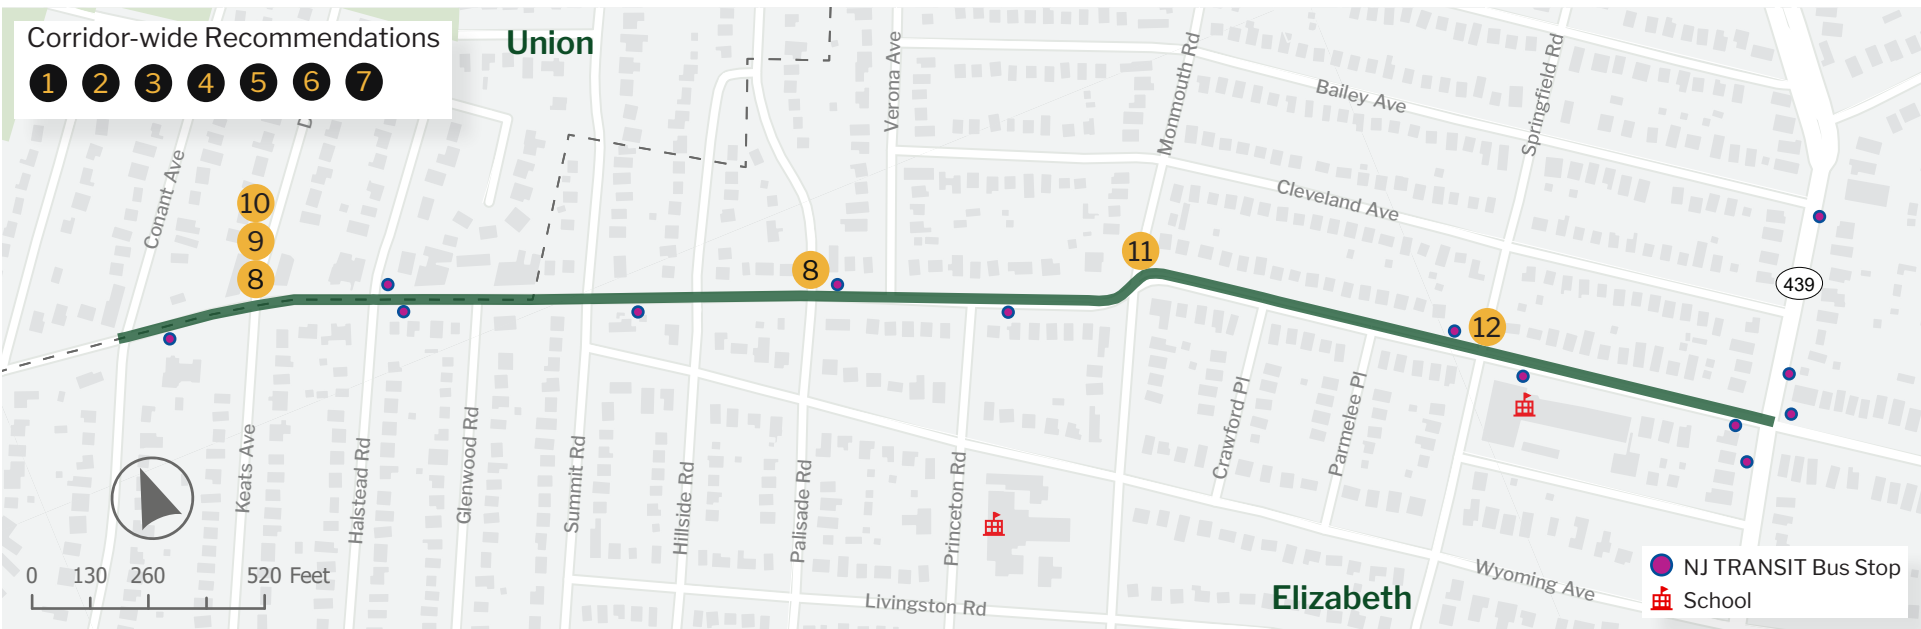 Corridor-wide Recommendations
1 2 3 4 5 6 7
Union
Verona Ave
Monmouth Rd
Bailey Ave
Springfield Rd
D
Conant Ave
Cleveland Ave
10
9
8
8
11
12
439
Keats Ave
Halstead Rd
Glenwood Rd
Summit Rd
Hillside Rd
Palisade Rd
Princeton Rd
Crawford Pl
Parmelee Pl
Wyoming Ave
Livingston Rd
Elizabeth
0 130 260 520 Feet
NJ TRANSIT Bus Stop
School